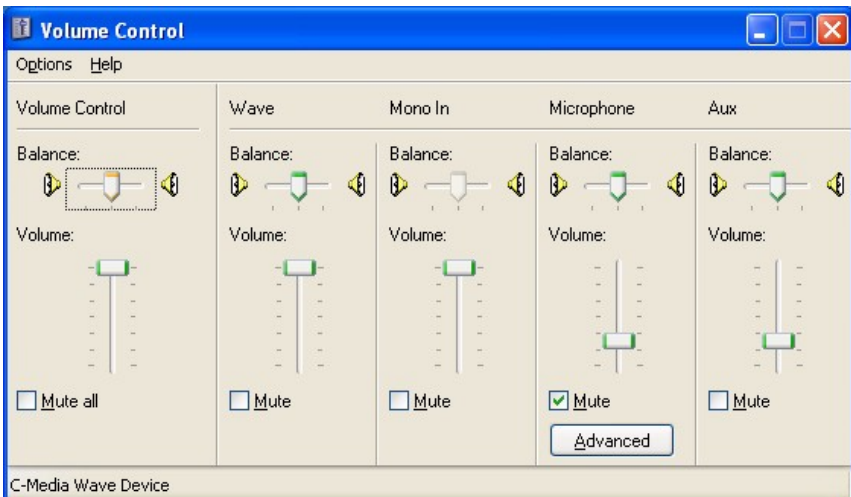 Volume Control
Options Help
Volume Control Wave Mono In Microphone Aux
Balance: Balance: Balance: Balance: Balance:
Volume: Volume: Volume: Volume: Volume:
Mute all Mute Mute Mute Mute
Advanced
C-Media Wave Device